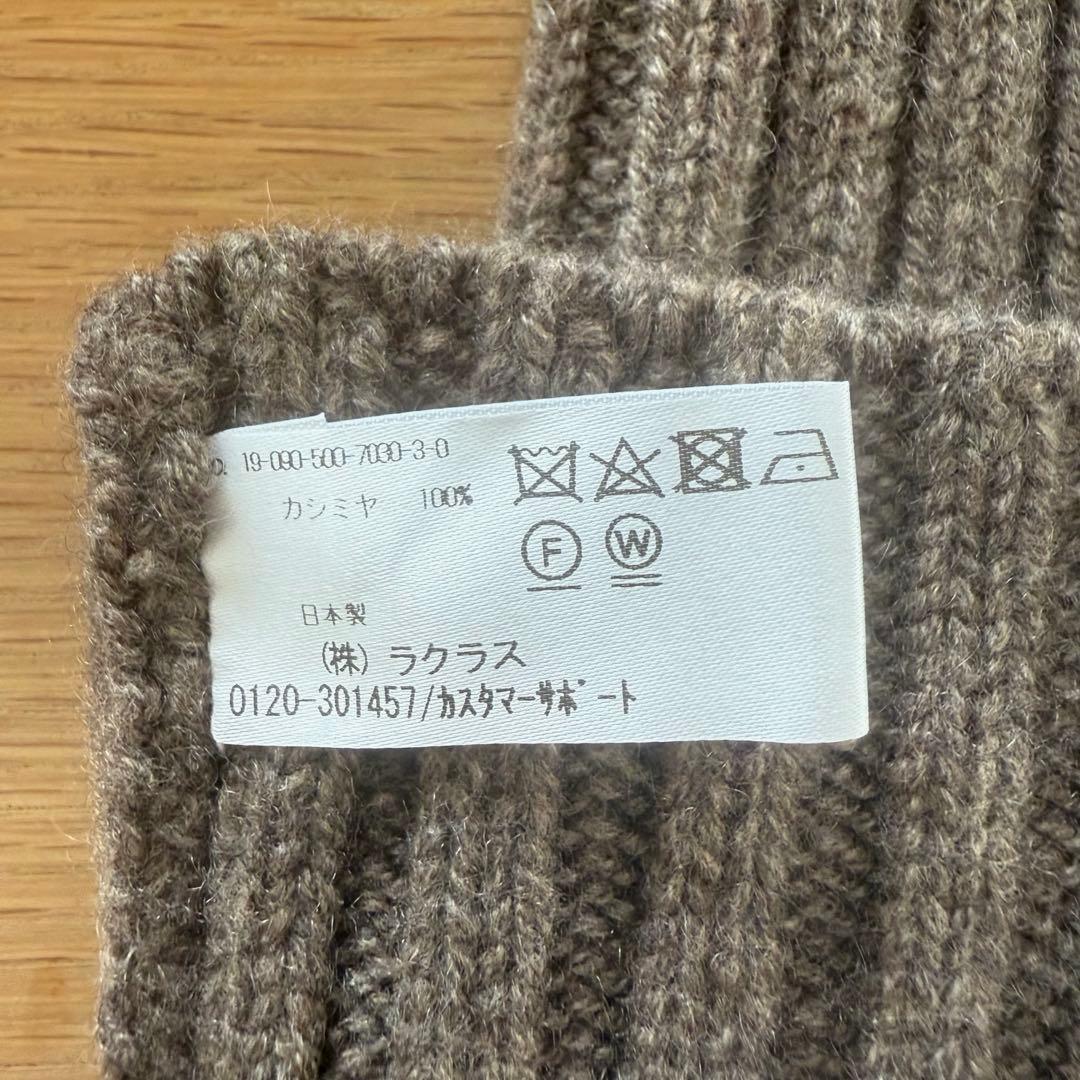 19-090-500-7030-3-0
カシミヤ 100%
F W
日本製
(株) ラクラス
0120-301457/カスタマーサポート